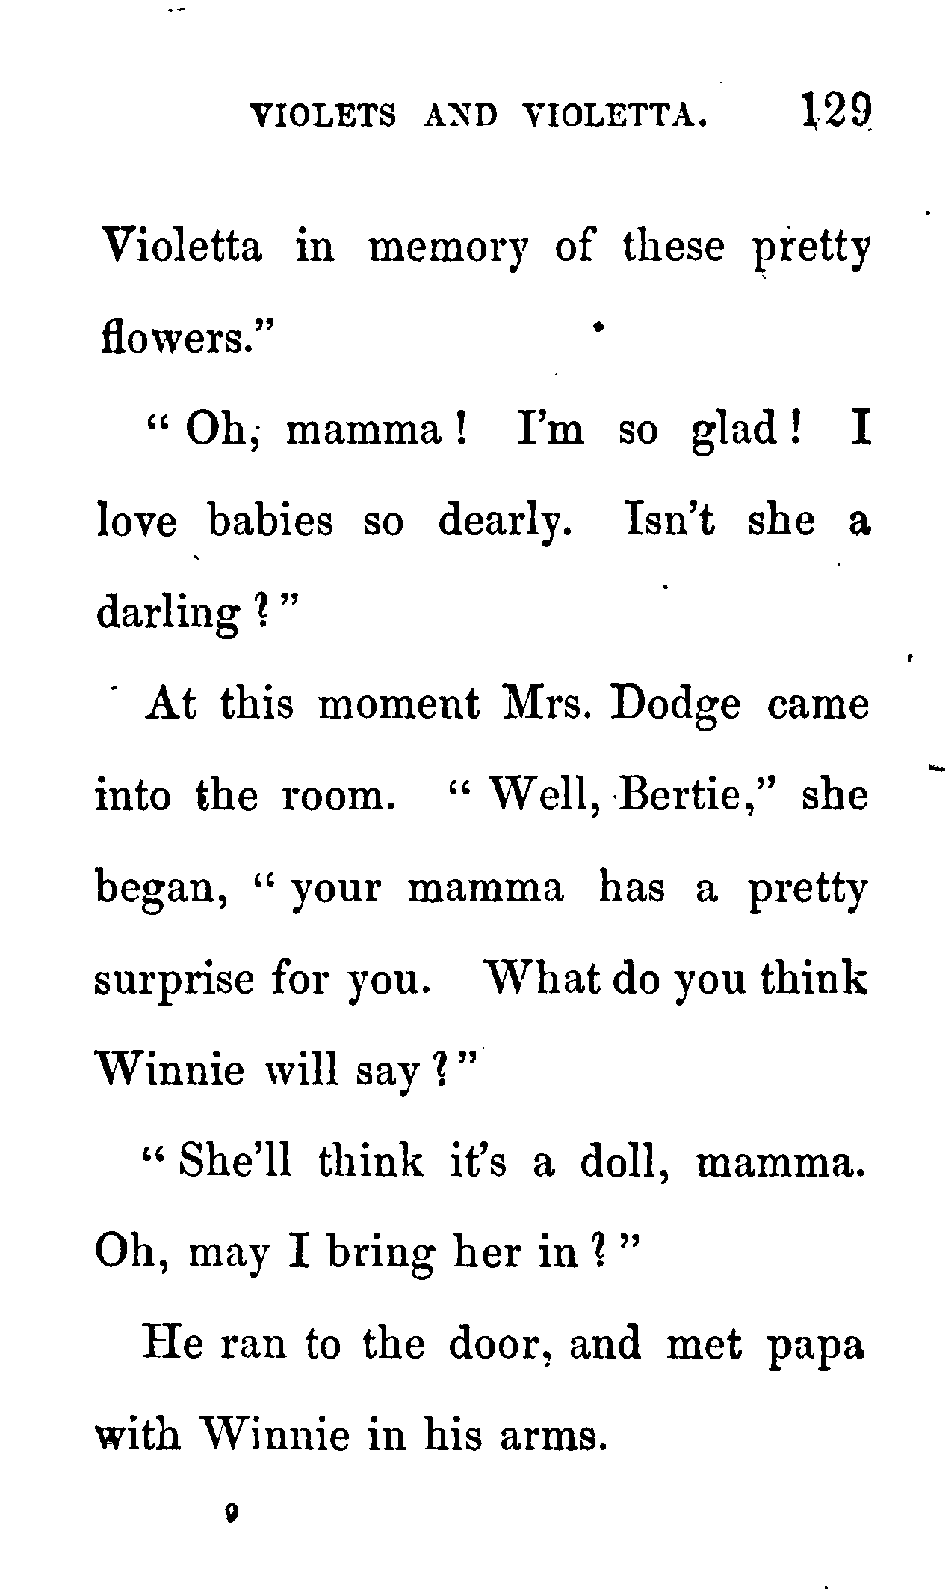 VIOLETS AND VIOLETTA. 129
Violetta in memory of these pretty
flowers."
"Oh, mamma! I'm so glad! I
love babies so dearly. Isn't she a
darling?"
At this moment Mrs. Dodge came
into the room. "Well, Bertie," she
began, "your mamma has a pretty
surprise for you. What do you think
Winnie will say?"
"She'll think it's a doll, mamma.
Oh, may I bring her in?"
He ran to the door, and met papa
with Winnie in his arms.
9